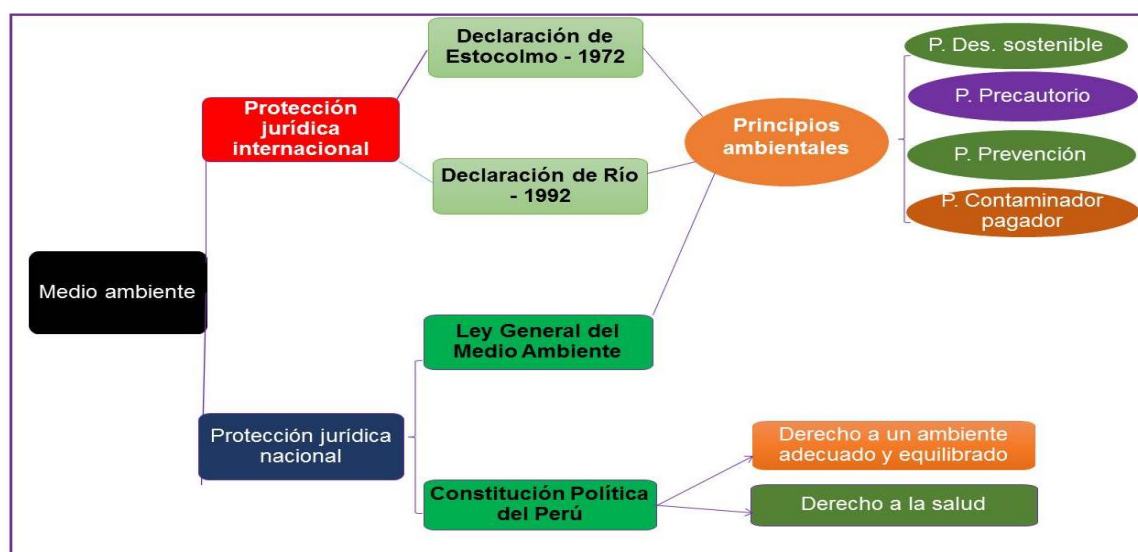 Declaración de
Estocolmo - 1972
P. Des. sostenible
P. Precautorio
Protección
jurídica
internacional
Principios
ambientales
P. Prevención
Declaración de Río
- 1992
P. Contaminador
pagador
Medio ambiente
Ley General del
Medio Ambiente
Protección jurídica
nacional
Derecho a un ambiente
adecuado y equilibrado
Constitución Política
del Perú
Derecho a la salud